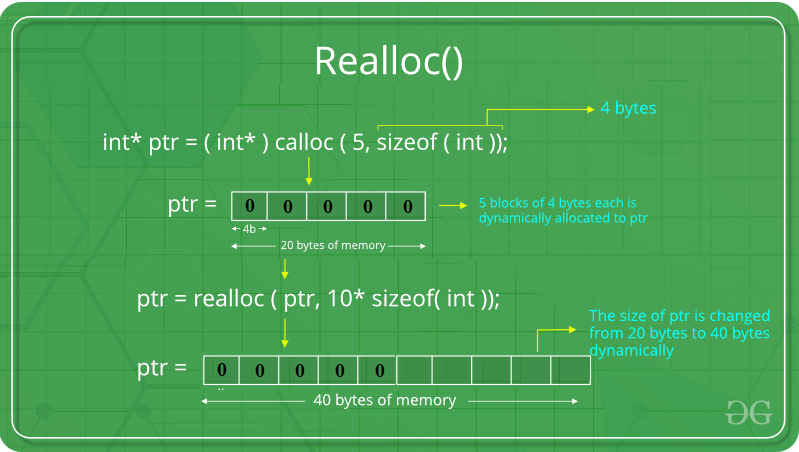 Realloc()
4 bytes
int* ptr = ( int* ) calloc ( 5, sizeof ( int ));
ptr =
0 0 0 0 0
5 blocks of 4 bytes each is
dynamically allocated to ptr
4b
20 bytes of memory
ptr = realloc ( ptr, 10* sizeof( int ));
The size of ptr is changed
from 20 bytes to 40 bytes
dynamically
ptr =
0 0 0 0 0
40 bytes of memory